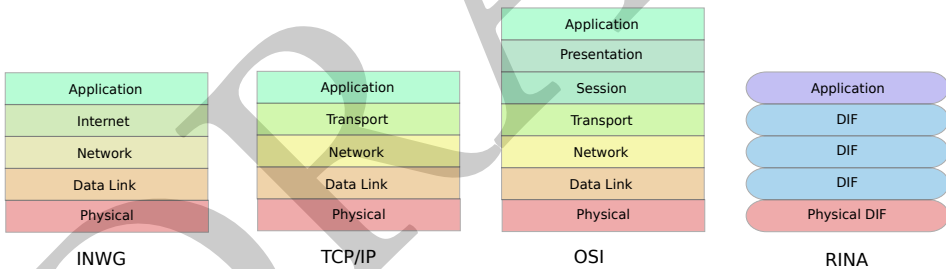 Application
Internet
Network
Data Link
Physical
INWG
Application
Transport
Network
Data Link
Physical
TCP/IP
Application
Presentation
Session
Transport
Network
Data Link
Physical
OSI
Application
DIF
DIF
DIF
Physical DIF
RINA